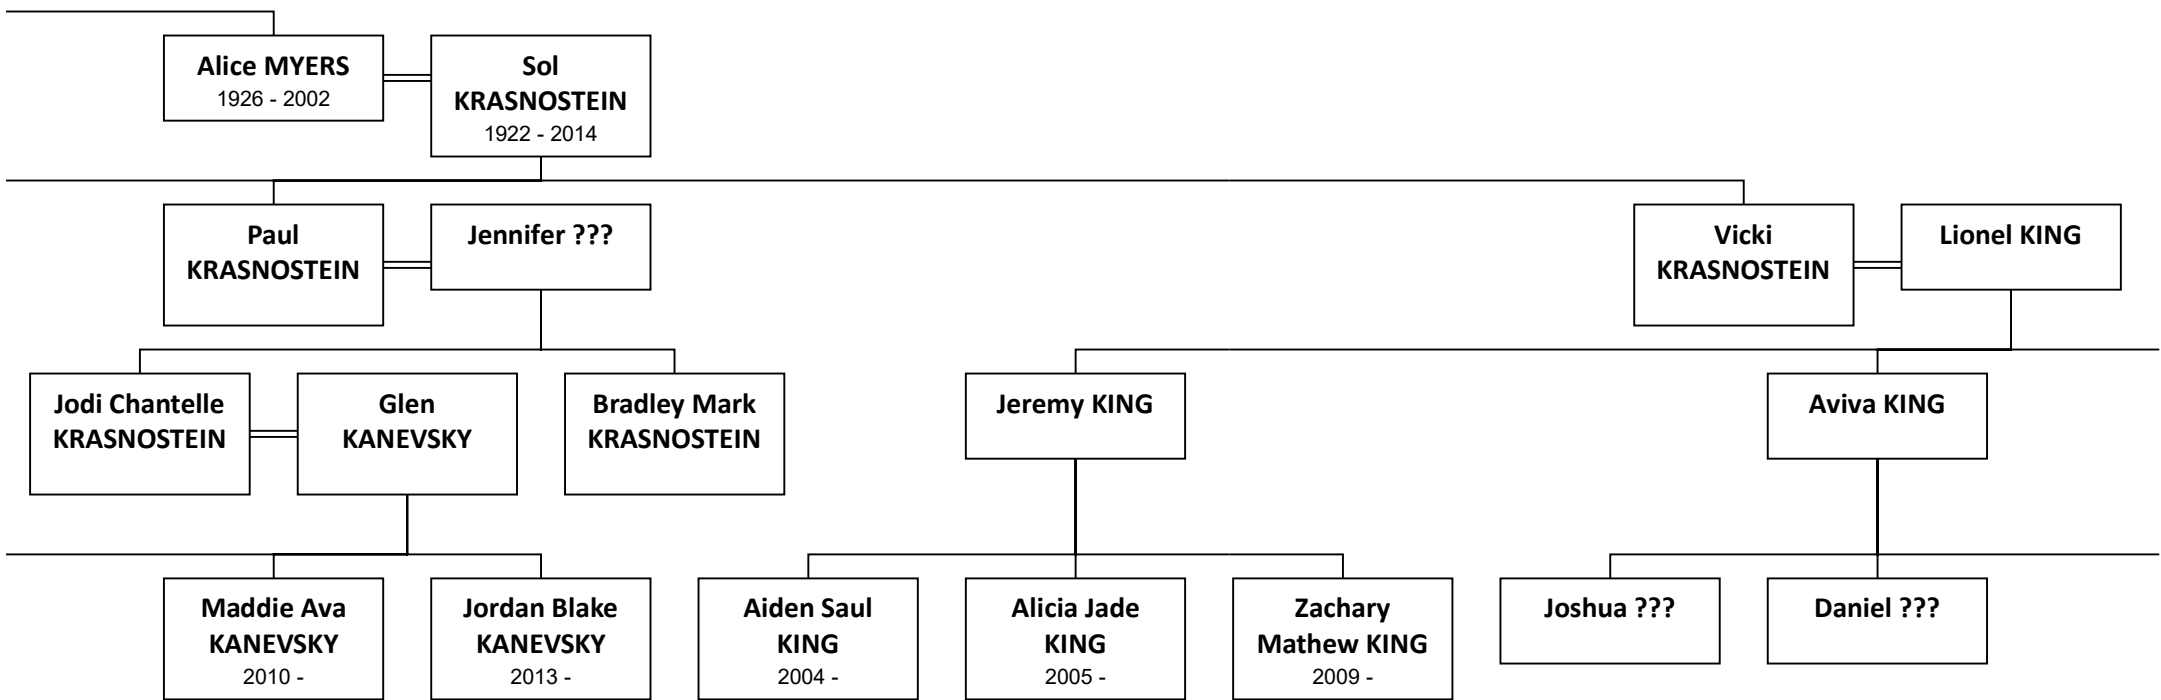 Alice MYERS
1926 - 2002
Sol
KRASNOSTEIN
1922 - 2014
Paul
KRASNOSTEIN
Jennifer ???
Vicki
KRASNOSTEIN
Lionel KING
Jodi Chantelle
KRASNOSTEIN
Glen
KANEVSKY
Bradley Mark
KRASNOSTEIN
Jeremy KING
Aviva KING
Maddie Ava
KANEVSKY
2010 -
Jordan Blake
KANEVSKY
2013 -
Aiden Saul
KING
2004 -
Alicia Jade
KING
2005 -
Zachary
Mathew KING
2009 -
Joshua ???
Daniel ???